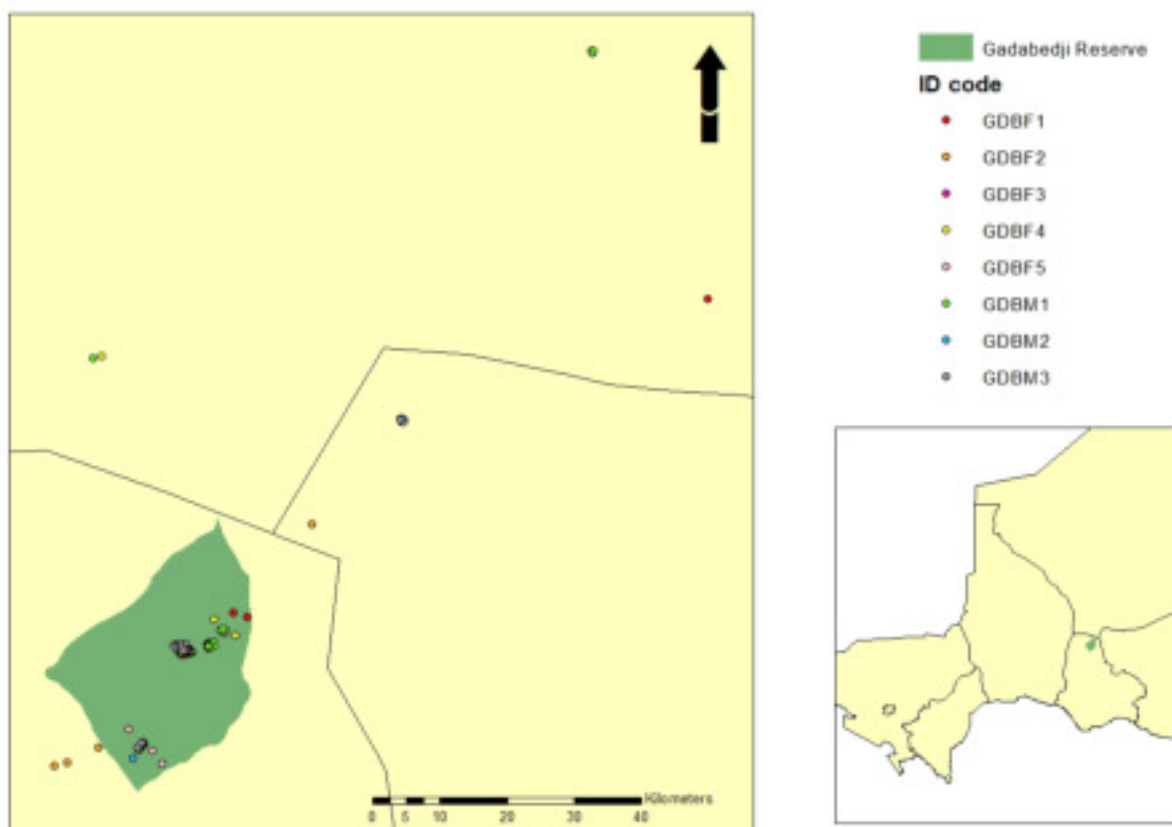 Gadabedji Reserve
ID code
GDBF1
GDBF2
GDBF3
GDBF4
GDBF5
GDBM1
GDBM2
GDBM3
Kilometers
0 5 10 20 30 40